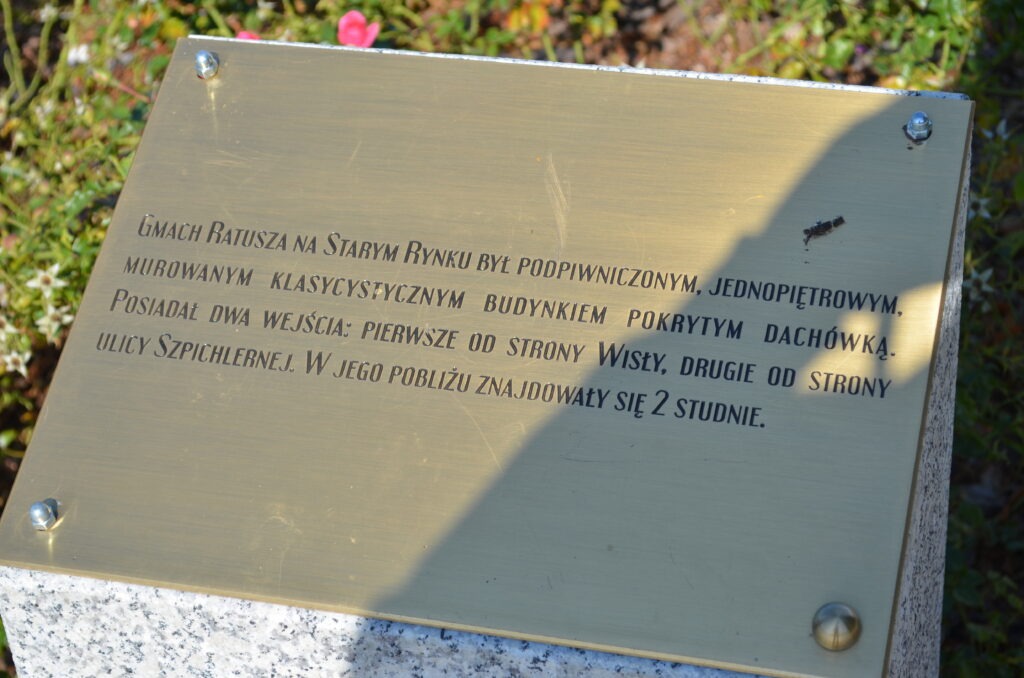 Gmach Ratusza na Starym Rynku był podpiwniczonym, jednopiętrowym,
murowanym klasycystycznym budynkiem pokrytym dachówką.
Posiadał dwa wejścia: pierwsze od strony Wisły, drugie od strony
ulicy Szpichlernej. W jego pobliżu znajdowały się 2 studnie.